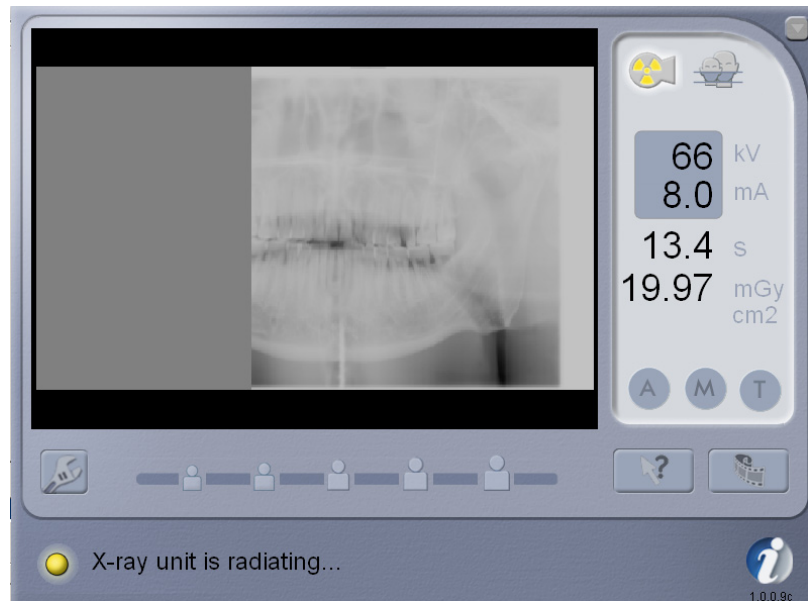 66 kV
8.0 mA
13.4 s
19.97 mGy
cm2
A M T
?
X-ray unit is radiating...
i
1.0.0.9c